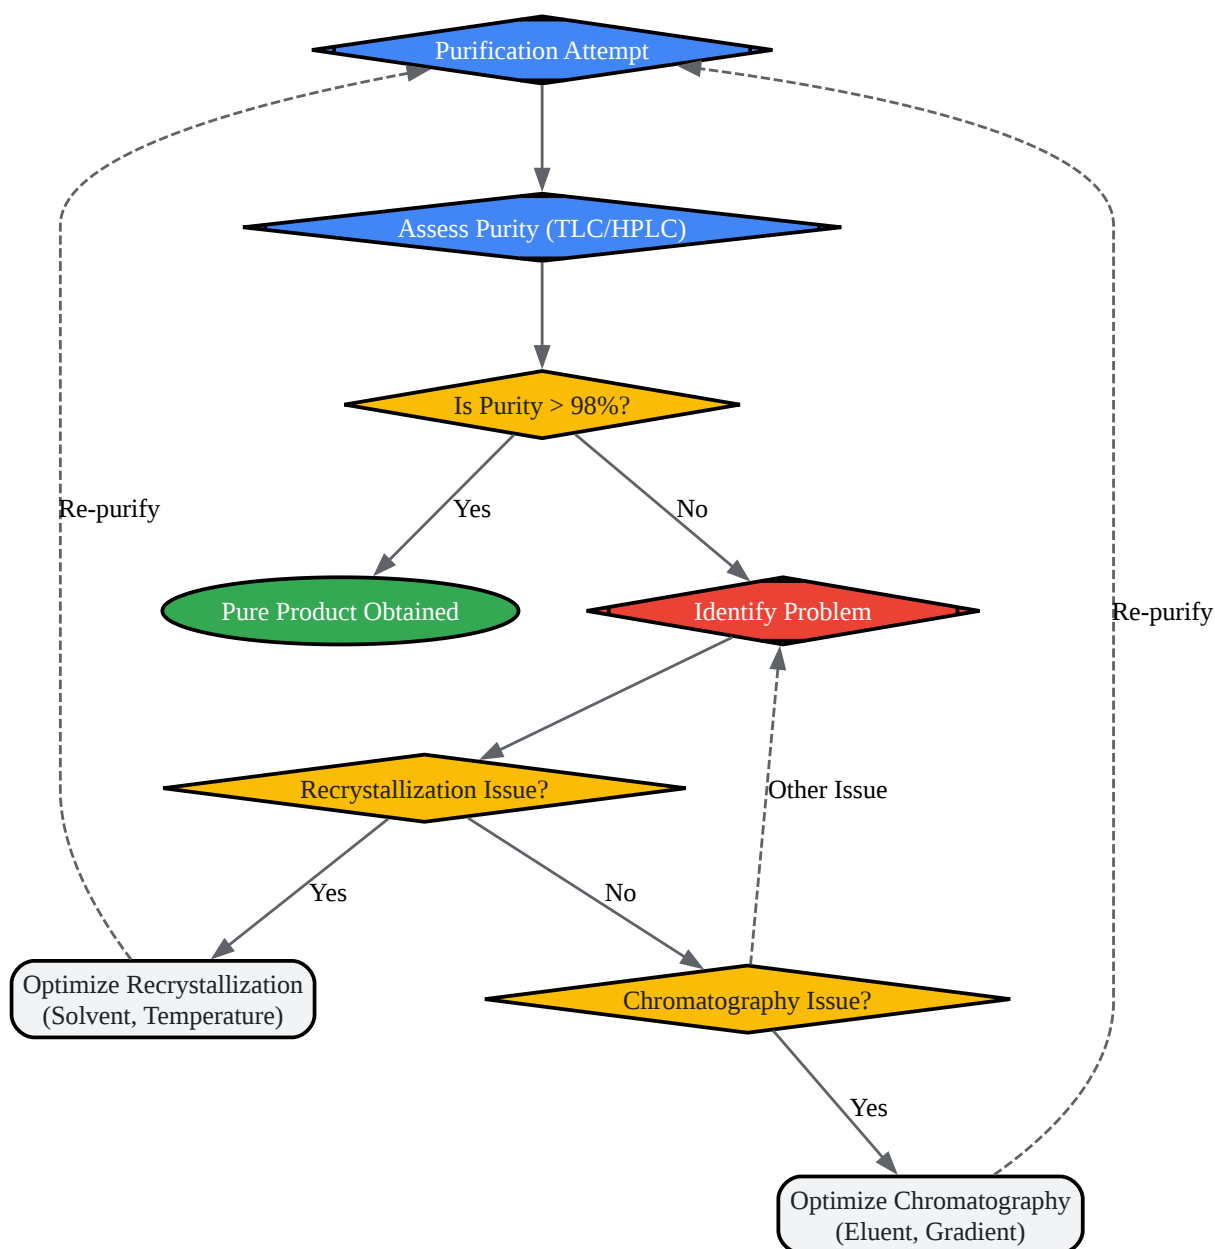 Purification Attempt
Assess Purity (TLC/HPLC)
Is Purity > 98%?
Re-purify
Yes
No
Pure Product Obtained
Identify Problem
Re-purify
Recrystallization Issue?
Other Issue
Yes
No
Optimize Recrystallization
(Solvent, Temperature)
Chromatography Issue?
Yes
Optimize Chromatography
(Eluent, Gradient)